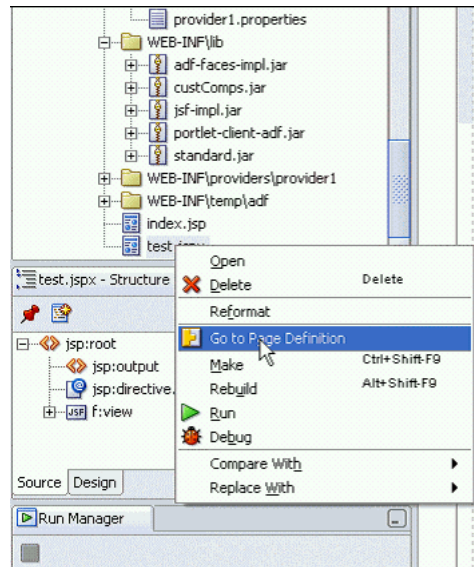 provider1.properties
WEB-INF\lib
adf-faces-impl.jar
custComps.jar
jsf-impl.jar
portlet-client-adf.jar
standard.jar
WEB-INF\providers\provider1
WEB-INF\temp\adf
index.jsp
test.jspx
Open
test.jspx - Structure
Delete Delete
Reformat
Go to Page Definition
jsp:root
Make Ctrl+Shift-F9
jsp:output
Rebuild Alt+Shift-F9
jsp:directive.
Run
JSF f:view
Debug
Compare With
Source Design
Replace With
Run Manager